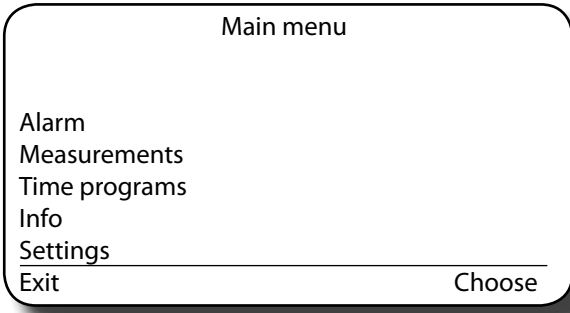 Main menu
Alarm
Measurements
Time programs
Info
Settings
Exit Choose